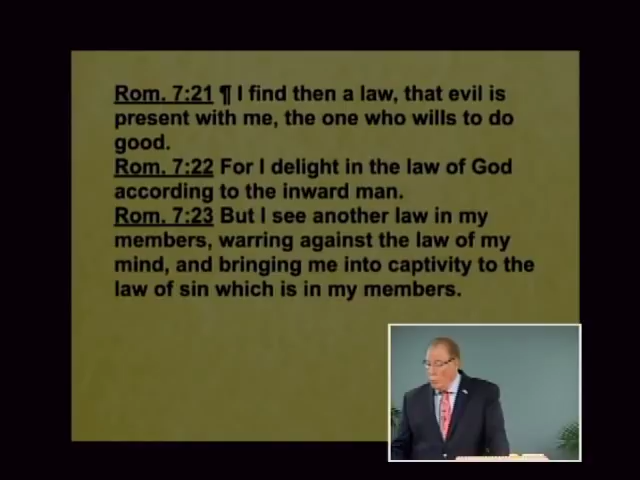 Rom. 7:21 ¶ I find then a law, that evil is
present with me, the one who wills to do
good.
Rom. 7:22 For I delight in the law of God
according to the inward man.
Rom. 7:23 But I see another law in my
members, warring against the law of my
mind, and bringing me into captivity to the
law of sin which is in my members.